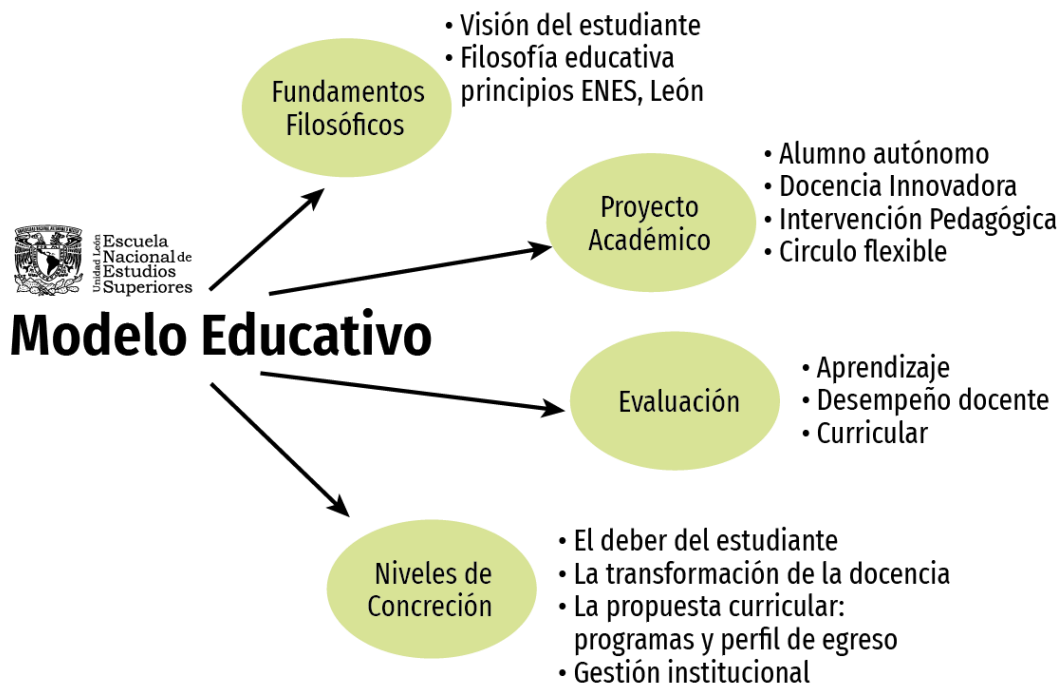 • Visión del estudiante
• Filosofía educativa
principios ENES, León
Fundamentos
Filosóficos
• Alumno autónomo
• Docencia Innovadora
• Intervención Pedagógica
• Circulo flexible
Proyecto
Académico
Unidad León
Escuela
Nacional de
Estudios
Superiores
Modelo Educativo
Evaluación
• Aprendizaje
• Desempeño docente
• Curricular
Niveles de
Concreción
• El deber del estudiante
• La transformación de la docencia
• La propuesta curricular:
programas y perfil de egreso
• Gestión institucional